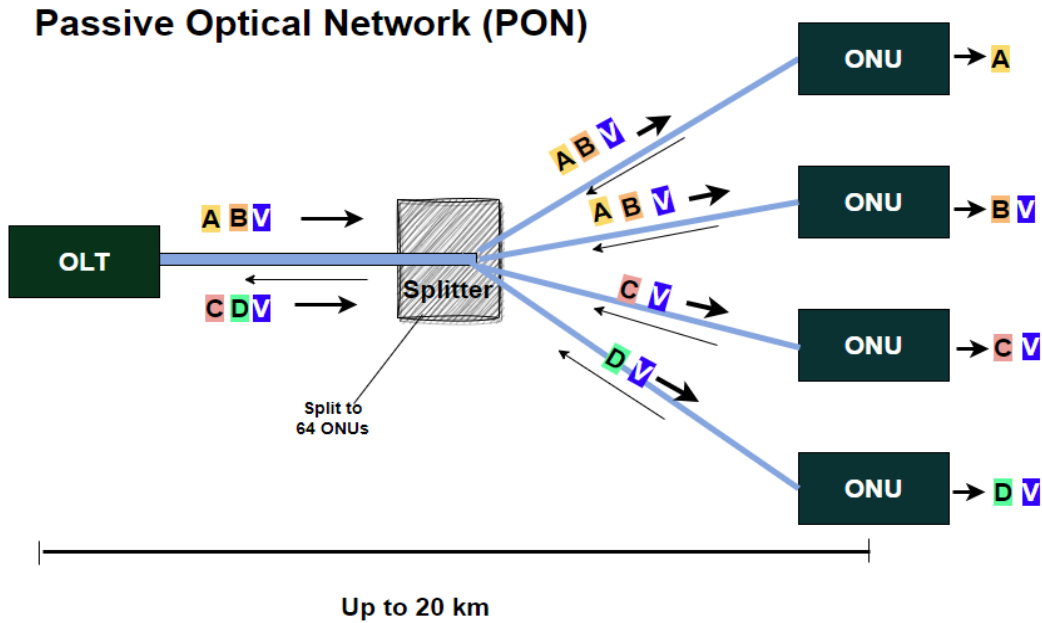 Passive Optical Network (PON)
ONU
A
A B V
A B V
A B V
ONU
B V
OLT
Splitter
C D V
C V
ONU
C V
D V
Split to
64 ONUs
ONU
D V
Up to 20 km